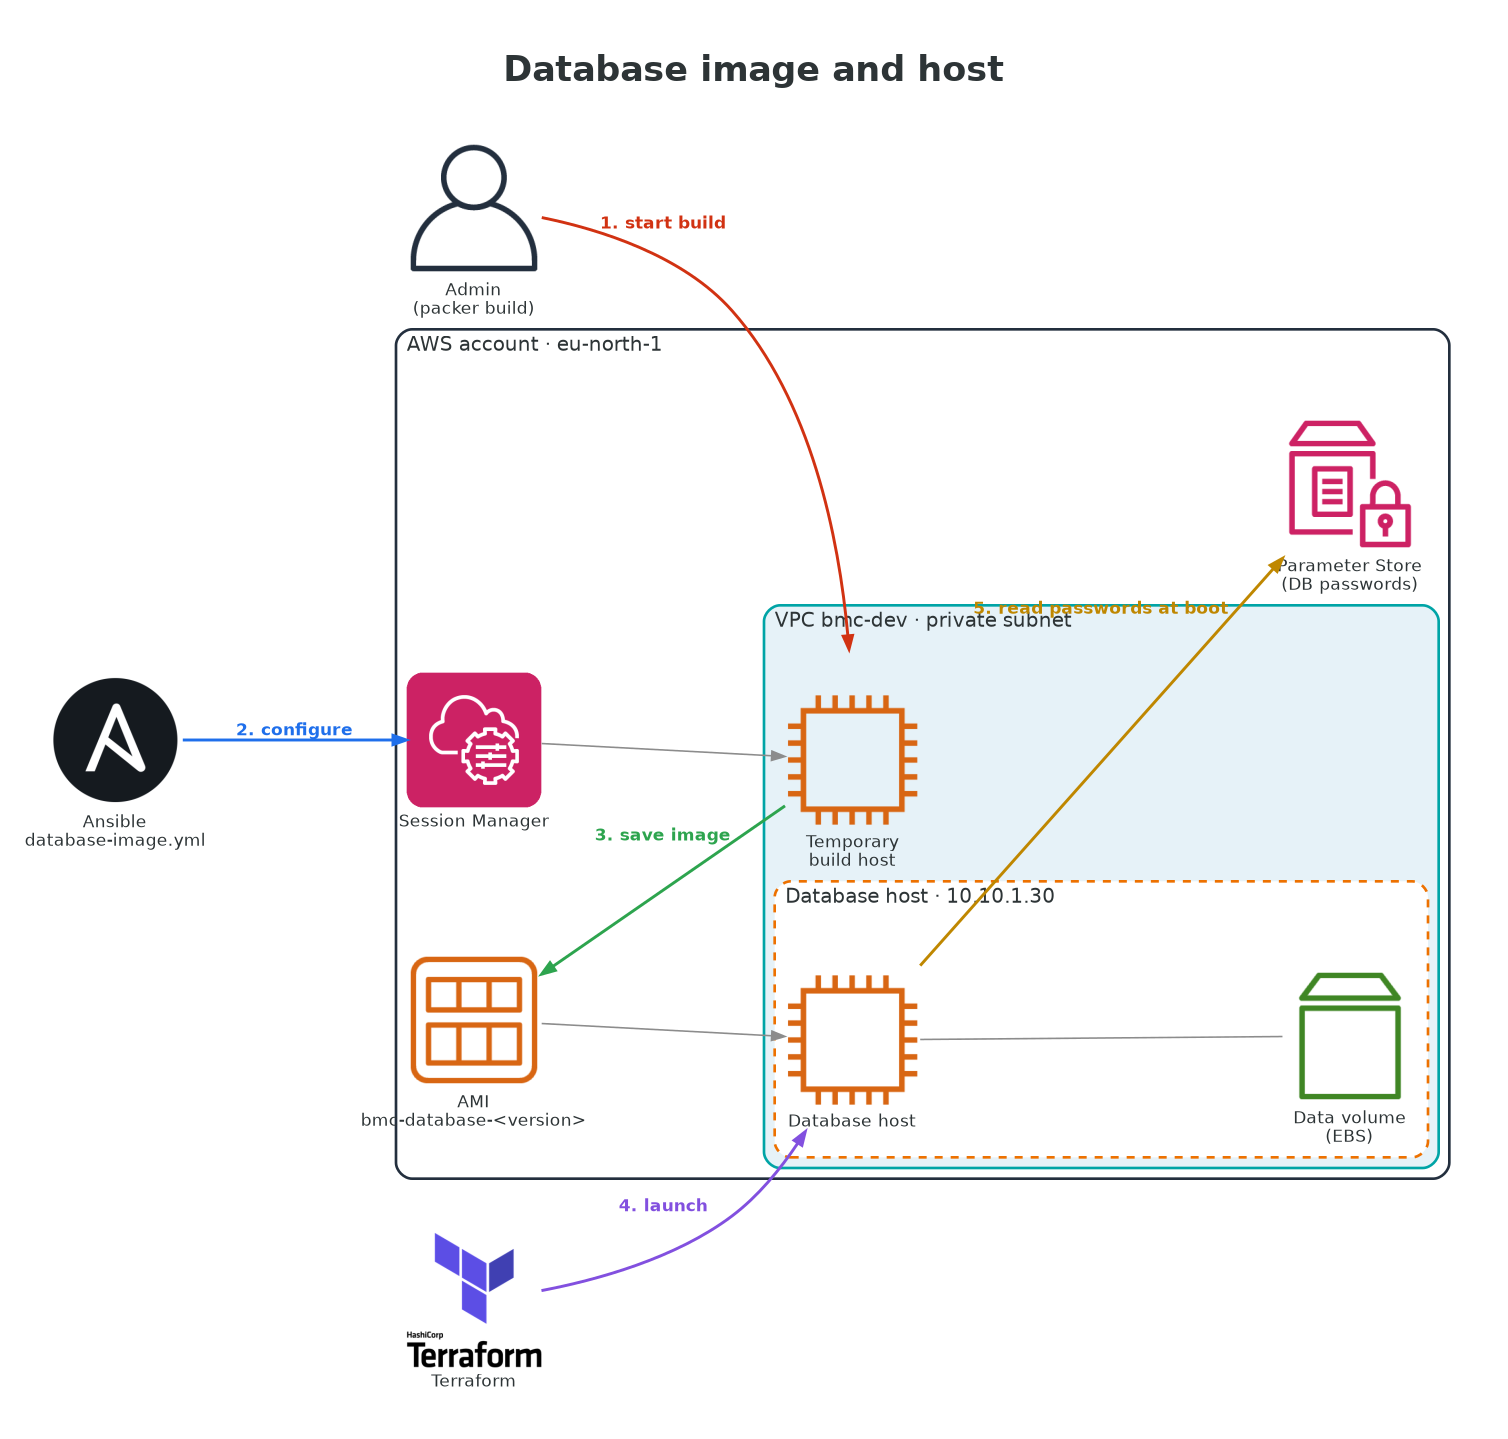 Database image and host
1. start build
Admin
(packer build)
AWS account · eu-north-1
Parameter Store
(DB passwords)
5. read passwords at boot
VPC bmc-dev · private subnet
2. configure
Ansible
database-image.yml
Session Manager
3. save image
Temporary
build host
Database host · 10.10.1.30
AMI
bmc-database-<version>
Database host
Data volume
(EBS)
4. launch
HashiCorp
Terraform
Terraform